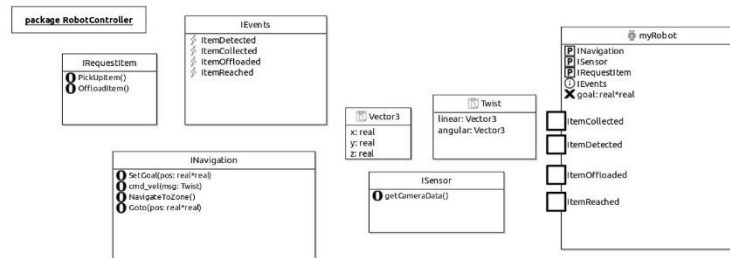 package RobotController
IRequestItem
PickUpItem()
OffloadItem()
IEvents
ItemDetected
ItemCollected
ItemOffloaded
ItemReached
INavigation
SetGoal(pos: real*real)
cmd_vel(msg: Twist)
NavigateToZone()
Goto(pos: real*real)
Vector3
x: real
y: real
z: real
Twist
linear: Vector3
angular: Vector3
ISensor
getCameraData()
myRobot
P INavigation
P ISensor
P IRequestItem
i IEvents
goal: real*real
ItemCollected
ItemDetected
ItemOffloaded
ItemReached